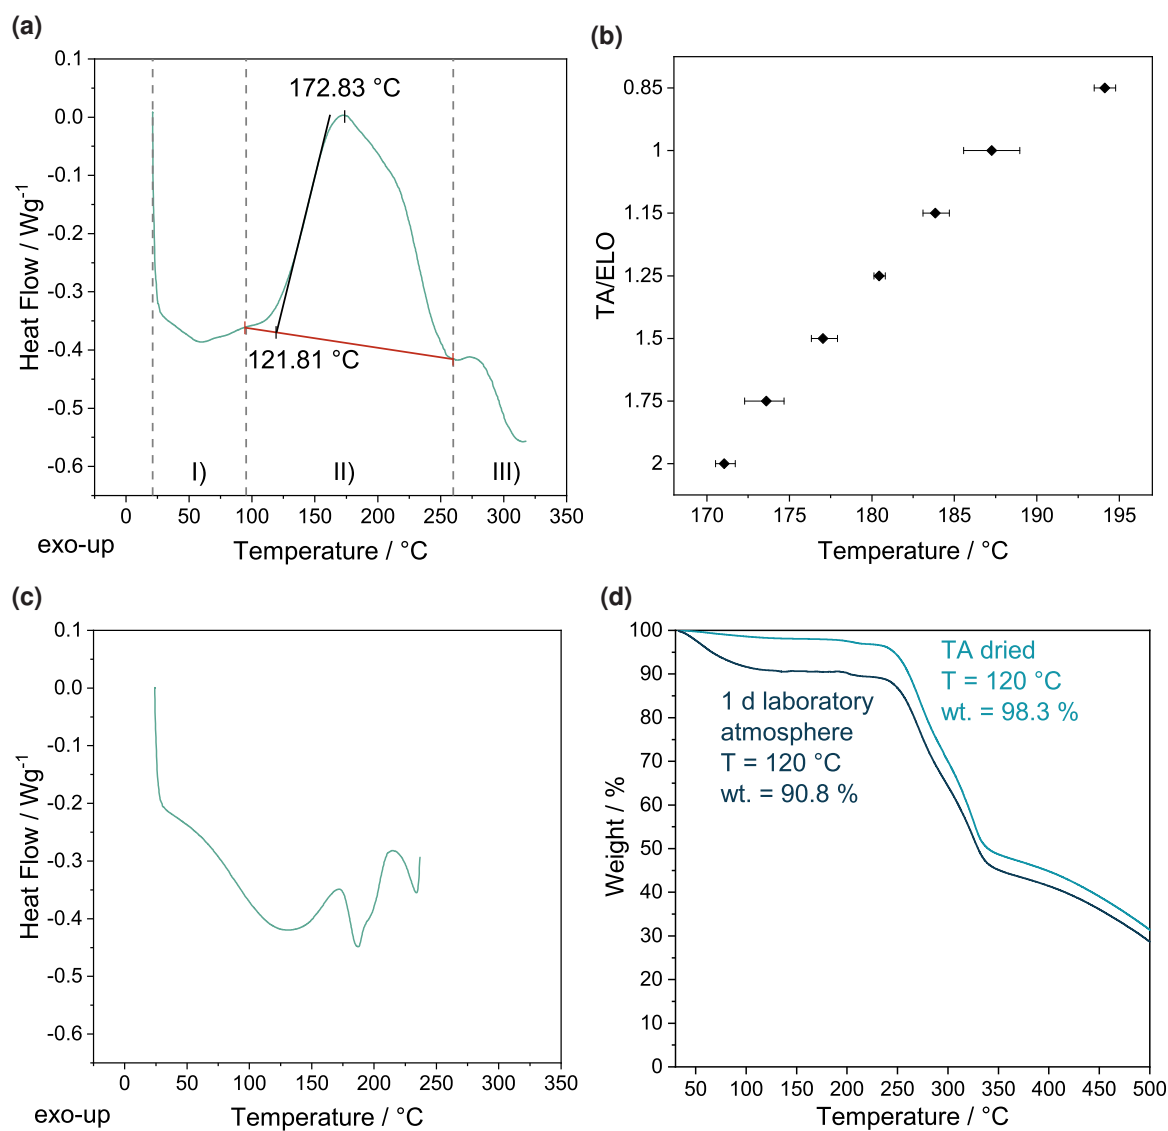 (a)
0.1
0.0
-0.1
-0.2
-0.3
-0.4
-0.5
-0.6
Heat Flow / Wg⁻¹
172.83 °C
121.81 °C
I)
II)
III)
0
50
100
150
200
250
300
350
exo-up
Temperature / °C
(b)
0.85
1
1.15
1.25
1.5
1.75
2
TA/ELO
170
175
180
185
190
195
Temperature / °C
(c)
0.1
0.0
-0.1
-0.2
-0.3
-0.4
-0.5
-0.6
Heat Flow / Wg⁻¹
0
50
100
150
200
250
300
350
exo-up
Temperature / °C
(d)
100
90
80
70
60
50
40
30
20
10
0
Weight / %
TA dried
T = 120 °C
wt. = 98.3 %
1 d laboratory
atmosphere
T = 120 °C
wt. = 90.8 %
50
100
150
200
250
300
350
400
450
500
Temperature / °C